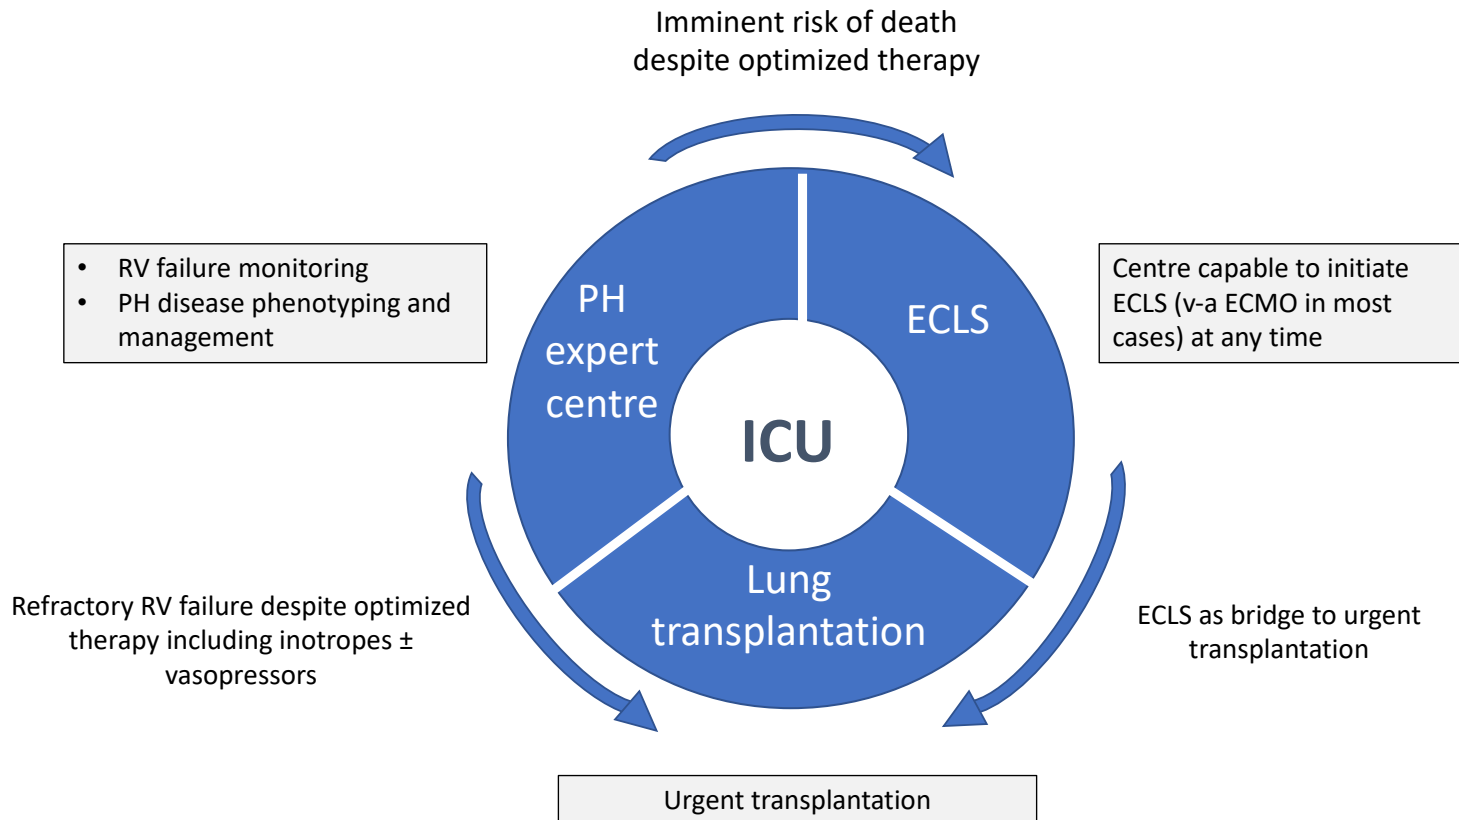 Imminent risk of death
despite optimized therapy
• RV failure monitoring
• PH disease phenotyping and
management
PH
expert
centre
ECLS
Centre capable to initiate
ECLS (v-a ECMO in most
cases) at any time
ICU
Lung
transplantation
Refractory RV failure despite optimized
therapy including inotropes ±
vasopressors
ECLS as bridge to urgent
transplantation
Urgent transplantation